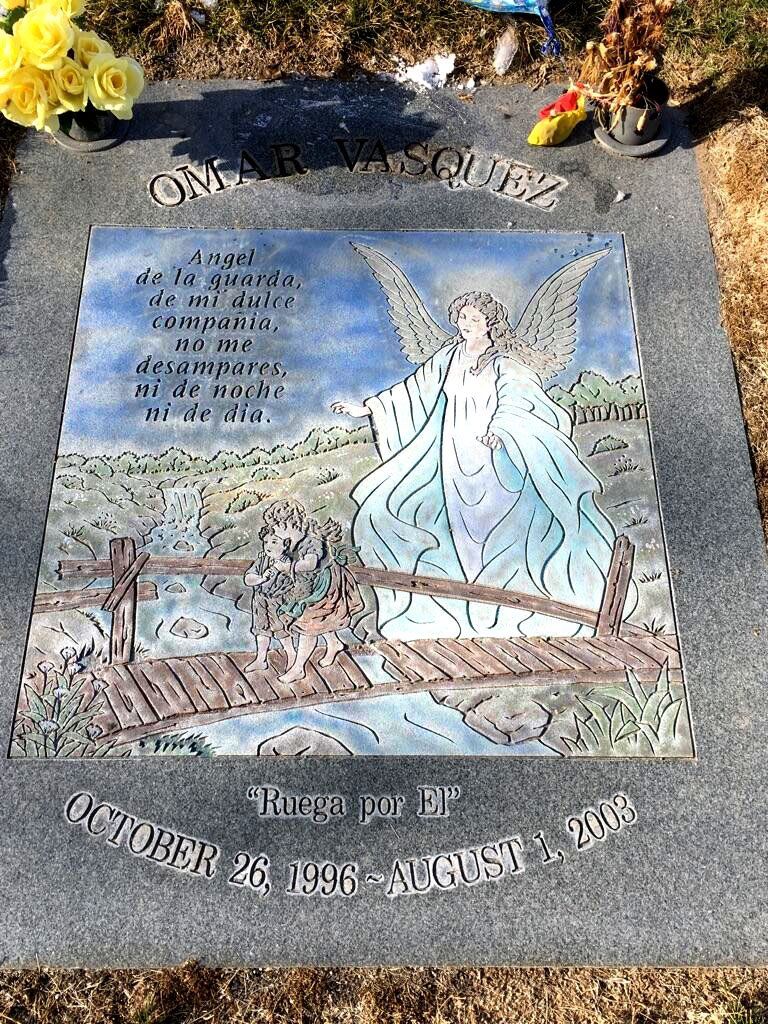 OMAR VASQUEZ
Angel
de la guarda,
de mi dulce
compañia,
no me
desampares,
ni de noche
ni de dia.
"Ruega por El"
OCTOBER 26, 1996 ~ AUGUST 1, 2003